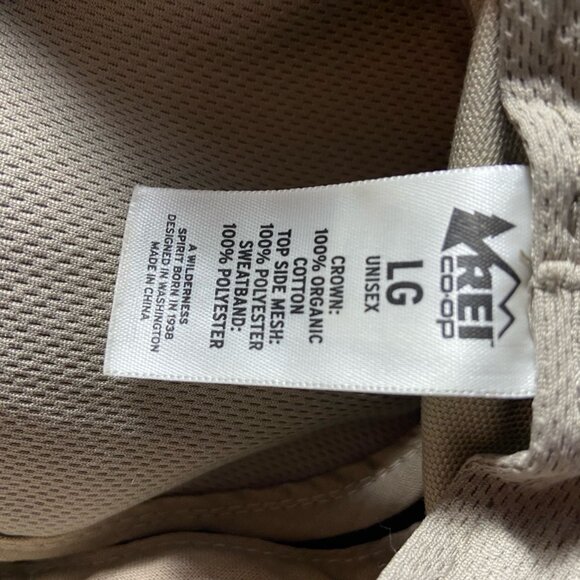 REI
CO·OP
LG
UNISEX
CROWN:
100% ORGANIC
COTTON
TOP SIDE MESH:
100% POLYESTER
SWEATBAND:
100% POLYESTER
A WILDERNESS
SPIRIT BORN IN 1938
DESIGNED IN WASHINGTON
MADE IN CHINA